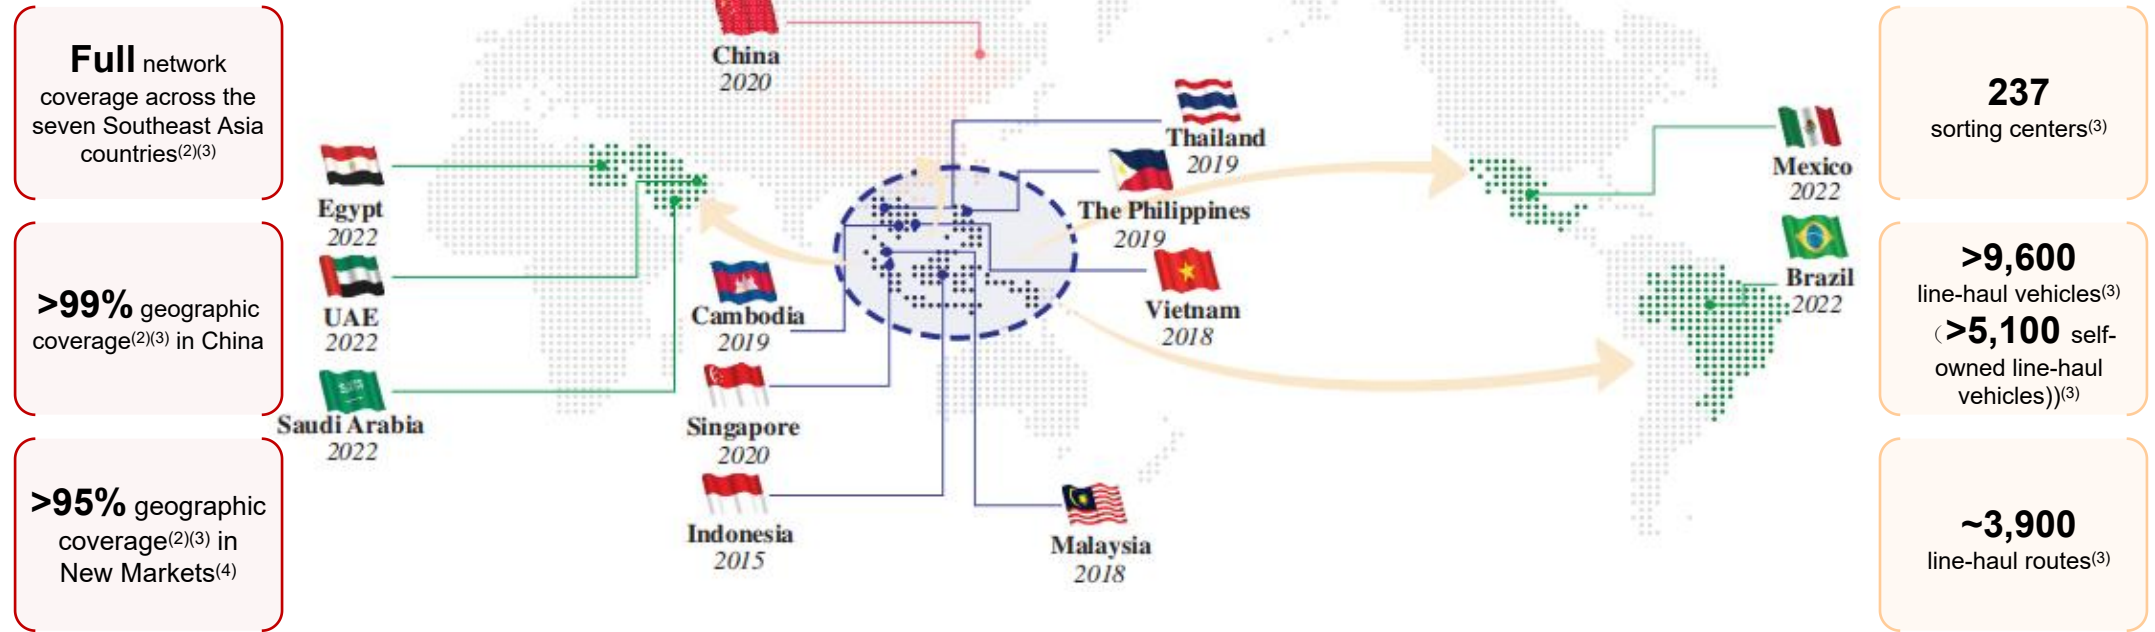 Full network
coverage across the
seven Southeast Asia
countries(2)(3)
>99% geographic
coverage(2)(3) in China
>95% geographic
coverage(2)(3) in
New Markets(4)
China
2020
Egypt
2022
UAE
2022
Saudi Arabia
2022
Cambodia
2019
Singapore
2020
Indonesia
2015
Thailand
2019
The Philippines
2019
Vietnam
2018
Malaysia
2018
Mexico
2022
Brazil
2022
237
sorting centers(3)
>9,600
line-haul vehicles(3)
（>5,100 self-
owned line-haul
vehicles))(3)
~3,900
line-haul routes(3)